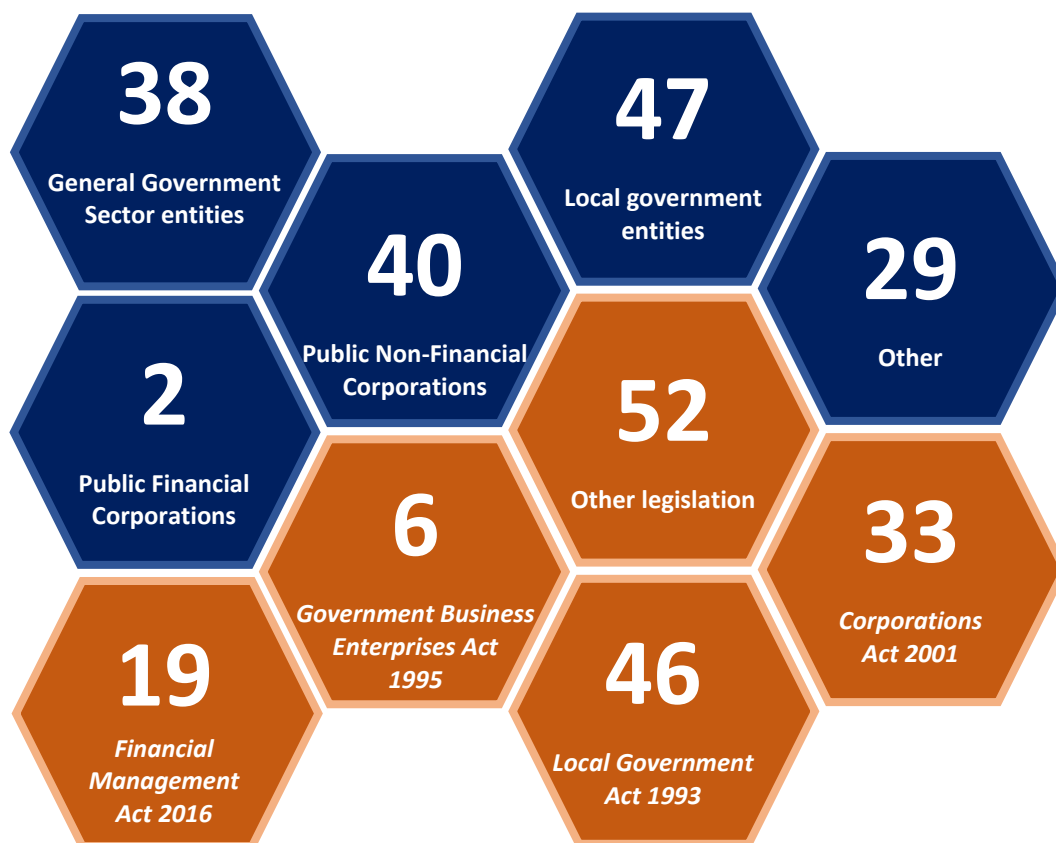 38
General Government
Sector entities
47
Local government
entities
40
Public Non-Financial
Corporations
29
Other
2
Public Financial
Corporations
52
Other legislation
6
Government Business
Enterprises Act
1995
33
Corporations
Act 2001
19
Financial
Management
Act 2016
46
Local Government
Act 1993